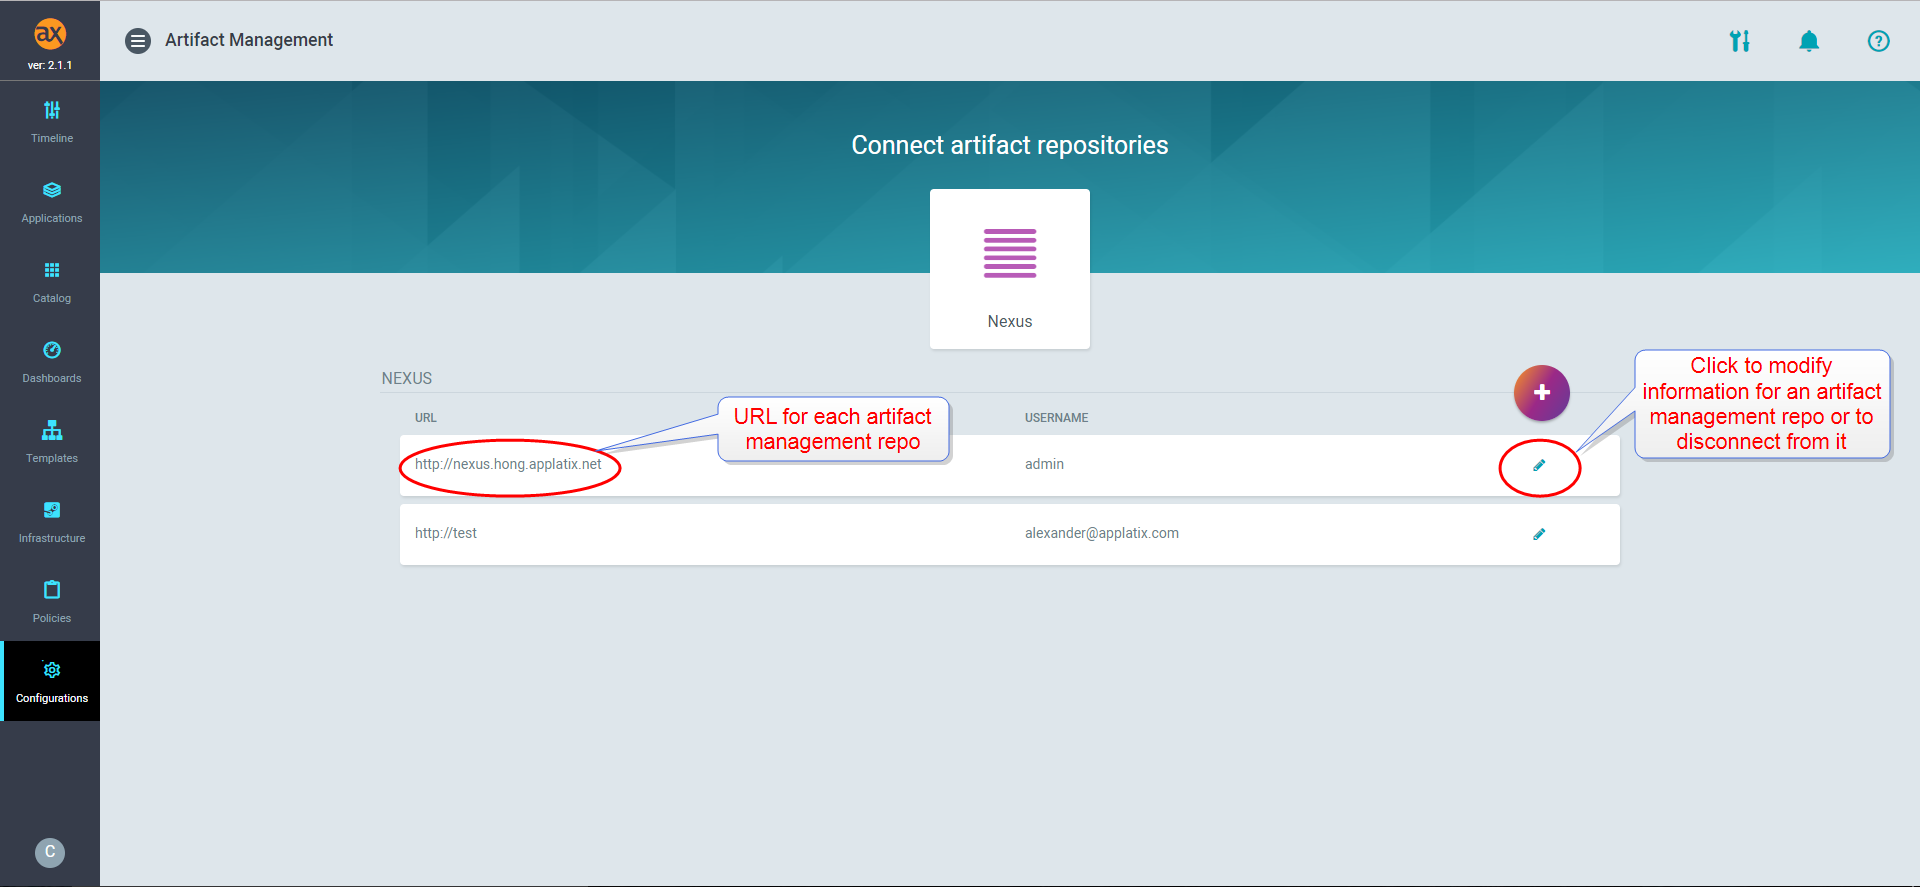 ax
ver: 2.1.1
Artifact Management
Timeline
Applications
Catalog
Dashboards
Templates
Infrastructure
Policies
Configurations
C
Connect artifact repositories
Nexus
NEXUS
URL
USERNAME
http://nexus.hong.applatix.net
admin
http://test
alexander@applatix.com
URL for each artifact
management repo
Click to modify
information for an artifact
management repo or to
disconnect from it